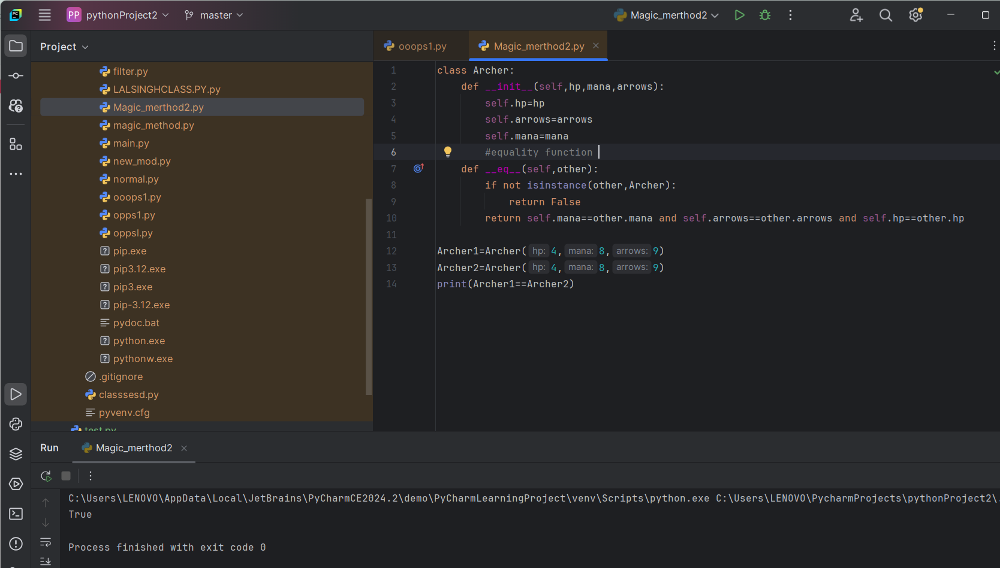 PC
PP pythonProject2 master Magic_merthod2
Project
filter.py
LALSINGHCLASS.PY.py
Magic_merthod2.py
magic_method.py
main.py
new_mod.py
normal.py
ooops1.py
opps1.py
oppsl.py
pip.exe
pip3.12.exe
pip3.exe
pip-3.12.exe
pydoc.bat
python.exe
pythonw.exe
.gitignore
classsesd.py
pyvenv.cfg
test.py
ooops1.py Magic_merthod2.py
1 class Archer:
2 def __init__(self,hp,mana,arrows):
3 self.hp=hp
4 self.arrows=arrows
5 self.mana=mana
6 #equality function
7 def __eq__(self,other):
8 if not isinstance(other,Archer):
9 return False
10 return self.mana==other.mana and self.arrows==other.arrows and self.hp==other.hp
11
12 Archer1=Archer( hp: 4, mana: 8, arrows: 9)
13 Archer2=Archer( hp: 4, mana: 8, arrows: 9)
14 print(Archer1==Archer2)
Run Magic_merthod2
C:\Users\LENOVO\AppData\Local\JetBrains\PyCharmCE2024.2\demo\PyCharmLearningProject\venv\Scripts\python.exe C:\Users\LENOVO\PycharmProjects\pythonProject2\.
True
Process finished with exit code 0